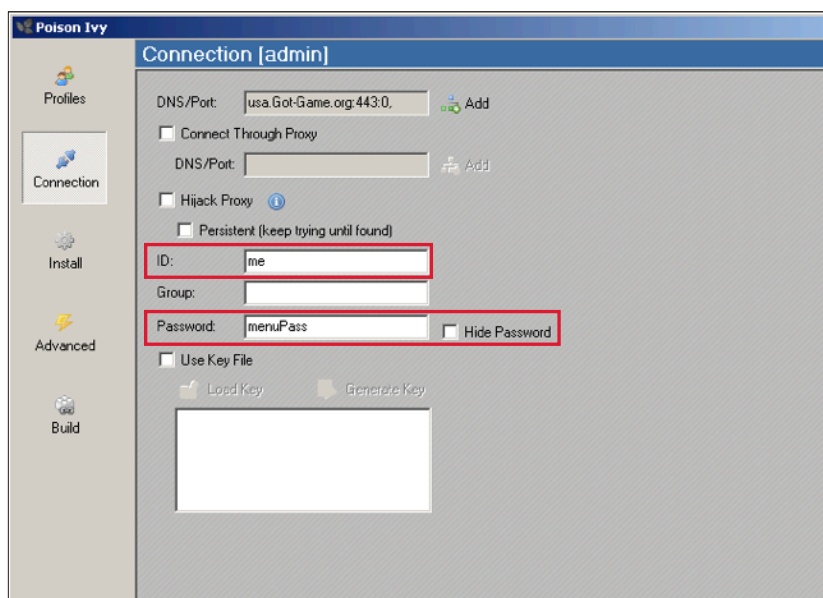 Poison Ivy
Connection [admin]
Profiles
Connection
Install
Advanced
Build
DNS/Port: usa.Got-Game.org:443:0, Add
Connect Through Proxy
DNS/Port: Add
Hijack Proxy
Persistent (keep trying until found)
ID: me
Group:
Password: menuPass Hide Password
Use Key File
Load Key Generate Key